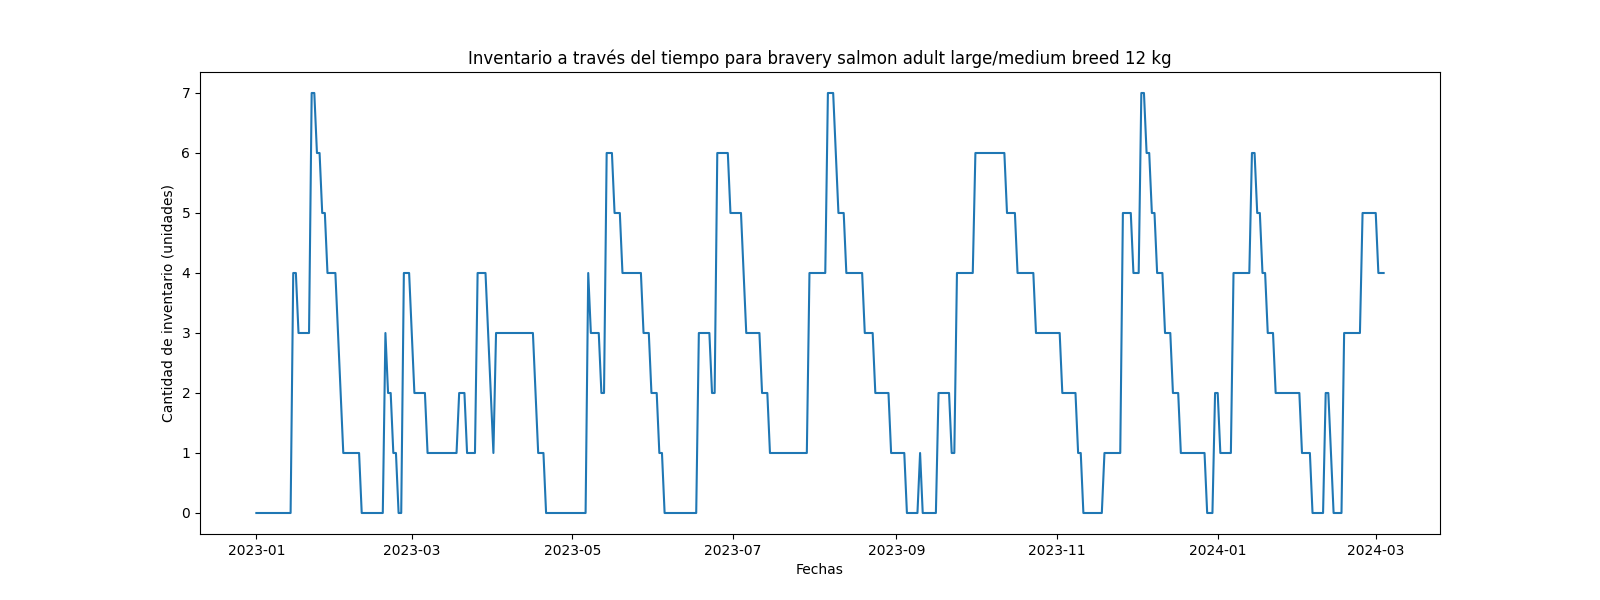 Inventario a través del tiempo para bravery salmon adult large/medium breed 12 kg
Cantidad de inventario (unidades)
7
6
5
4
3
2
1
0
2023-01 2023-03 2023-05 2023-07 2023-09 2023-11 2024-01 2024-03
Fechas